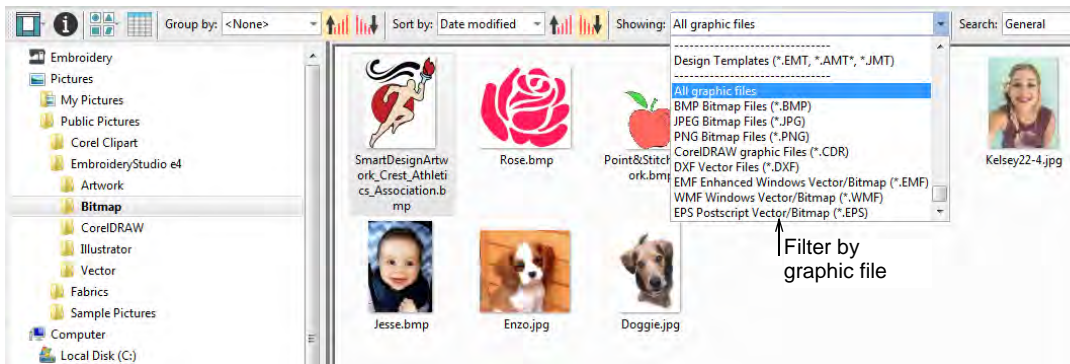 Group by: <None> Sort by: Date modified Showing: All graphic files Search: General
Embroidery
Pictures
My Pictures
Public Pictures
Corel Clipart
EmbroideryStudio e4
Artwork
Bitmap
CorelDRAW
Illustrator
Vector
Fabrics
Sample Pictures
Computer
Local Disk (C:)
SmartDesignArtw
ork_Crest_Athleti
cs_Association.b
mp
Rose.bmp
Point&Stitch
ork.bmp
-------------------------------
Design Templates (*.EMT, *.AMT*, *.JMT)
-------------------------------
All graphic files
BMP Bitmap Files (*.BMP)
JPEG Bitmap Files (*.JPG)
PNG Bitmap Files (*.PNG)
CorelDRAW graphic Files (*.CDR)
DXF Vector Files (*.DXF)
EMF Enhanced Windows Vector/Bitmap (*.EMF)
WMF Windows Vector/Bitmap (*.WMF)
EPS Postscript Vector/Bitmap (*.EPS)
Kelsey22-4.jpg
Filter by
graphic file
Jesse.bmp
Enzo.jpg
Doggie.jpg